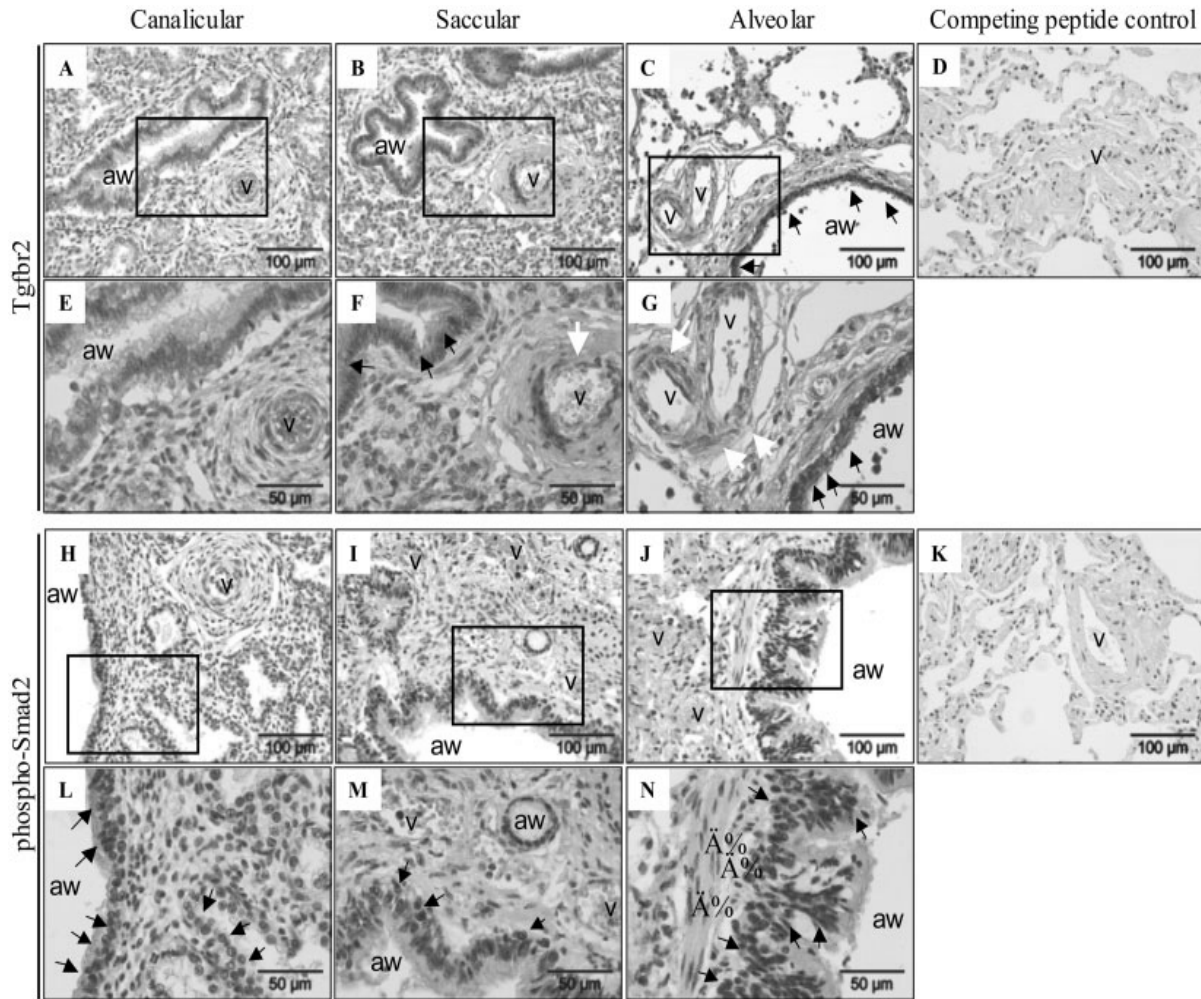 Canalicular Saccular Alveolar Competing peptide control
Tgfbr2
A aw v 100 µm
B aw v 100 µm
C v v aw 100 µm
D v 100 µm
E aw v 50 µm
F v 50 µm
G v v aw 50 µm
phospho-Smad2
H aw v 100 µm
I v v v aw 100 µm
J v v aw 100 µm
K v 100 µm
L aw 50 µm
M v aw v aw 50 µm
N Ä% Ä% Ä% aw 50 µm